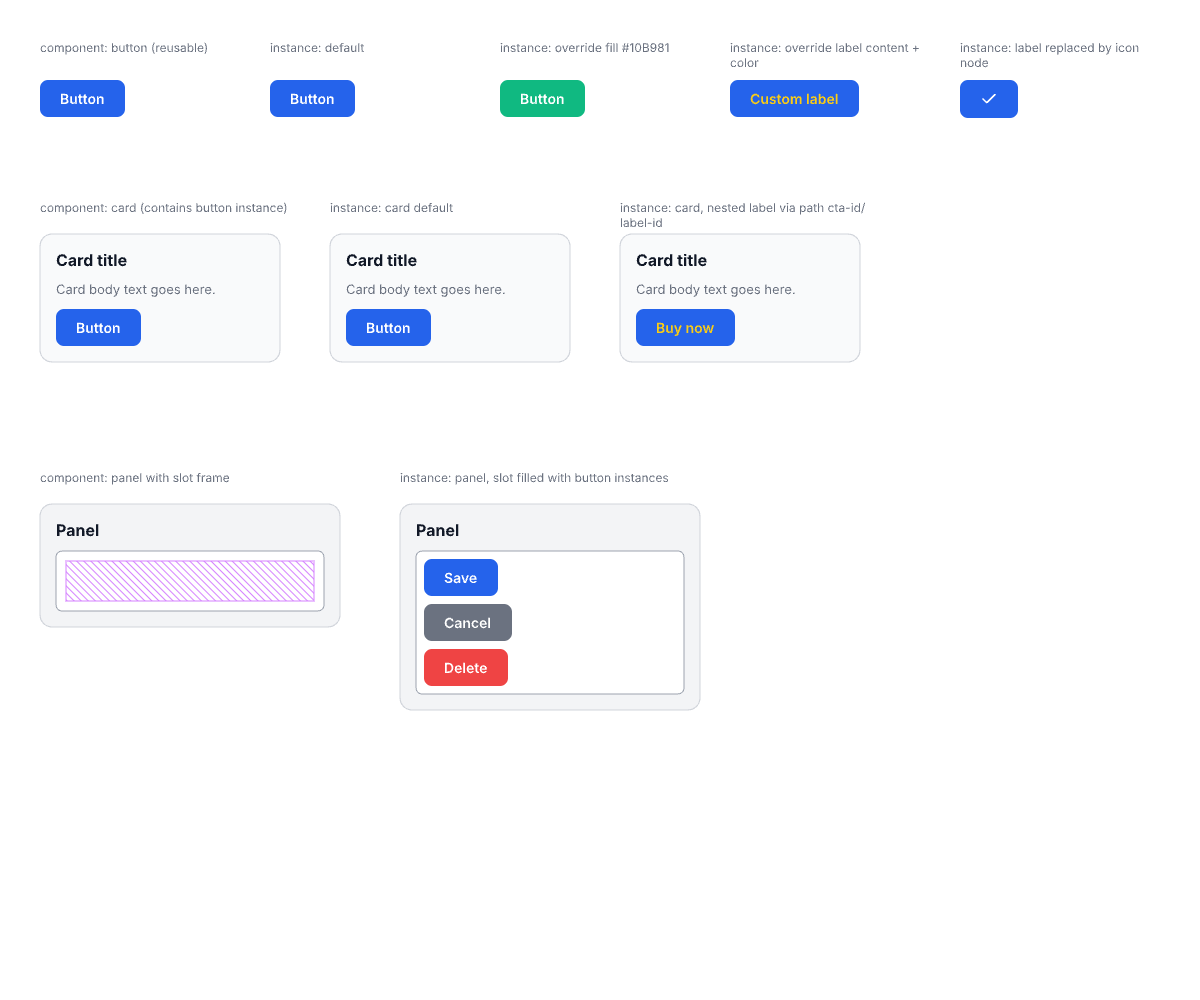 component: button (reusable)
instance: default
instance: override fill #10B981
instance: override label content +
color
instance: label replaced by icon
node
Button
Button
Button
Custom label
component: card (contains button instance)
instance: card default
instance: card, nested label via path cta-id/
label-id
Card title
Card body text goes here.
Button
Card title
Card body text goes here.
Button
Card title
Card body text goes here.
Buy now
component: panel with slot frame
instance: panel, slot filled with button instances
Panel
Panel
Save
Cancel
Delete